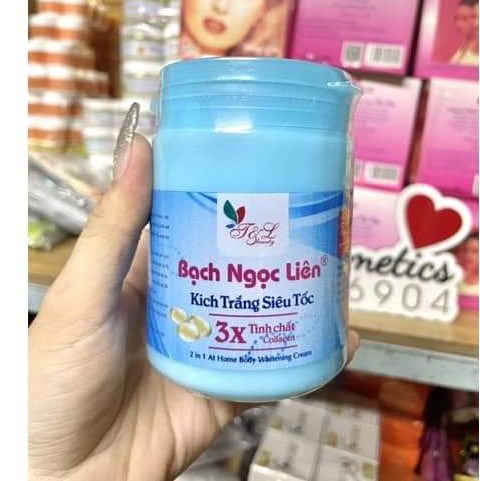 T&L
Beauty
Bạch Ngọc Liên®
Kích Trắng Siêu Tốc
3x Tinh chất
Collagen
2 in 1 At Home Body Whitening Cream
metics
6904